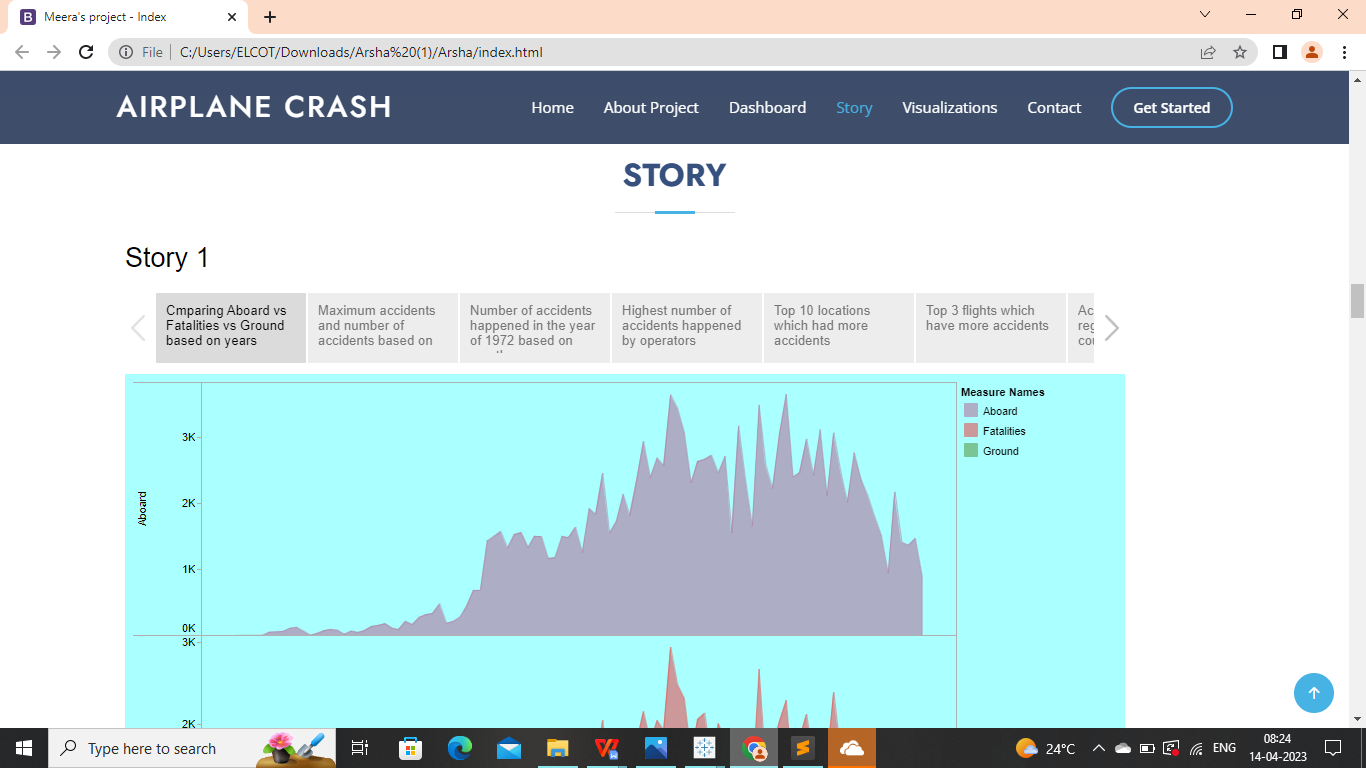 Meera's project - Index
File
C:/Users/ELCOT/Downloads/Arsha%20(1)/Arsha/index.html
AIRPLANE CRASH
Home
About Project
Dashboard
Story
Visualizations
Contact
Get Started
STORY
Story 1
Cmparing Aboard vs
Fatalities vs Ground
based on years
Maximum accidents
and number of
accidents based on
Number of accidents
happened in the year
of 1972 based on
Highest number of
accidents happened
by operators
Top 10 locations
which had more
accidents
Top 3 flights which
have more accidents
Measure Names
Aboard
Fatalities
Ground
Aboard
3K
2K
1K
0K
3K
2K
Type here to search
24°C
ENG
08:24
14-04-2023